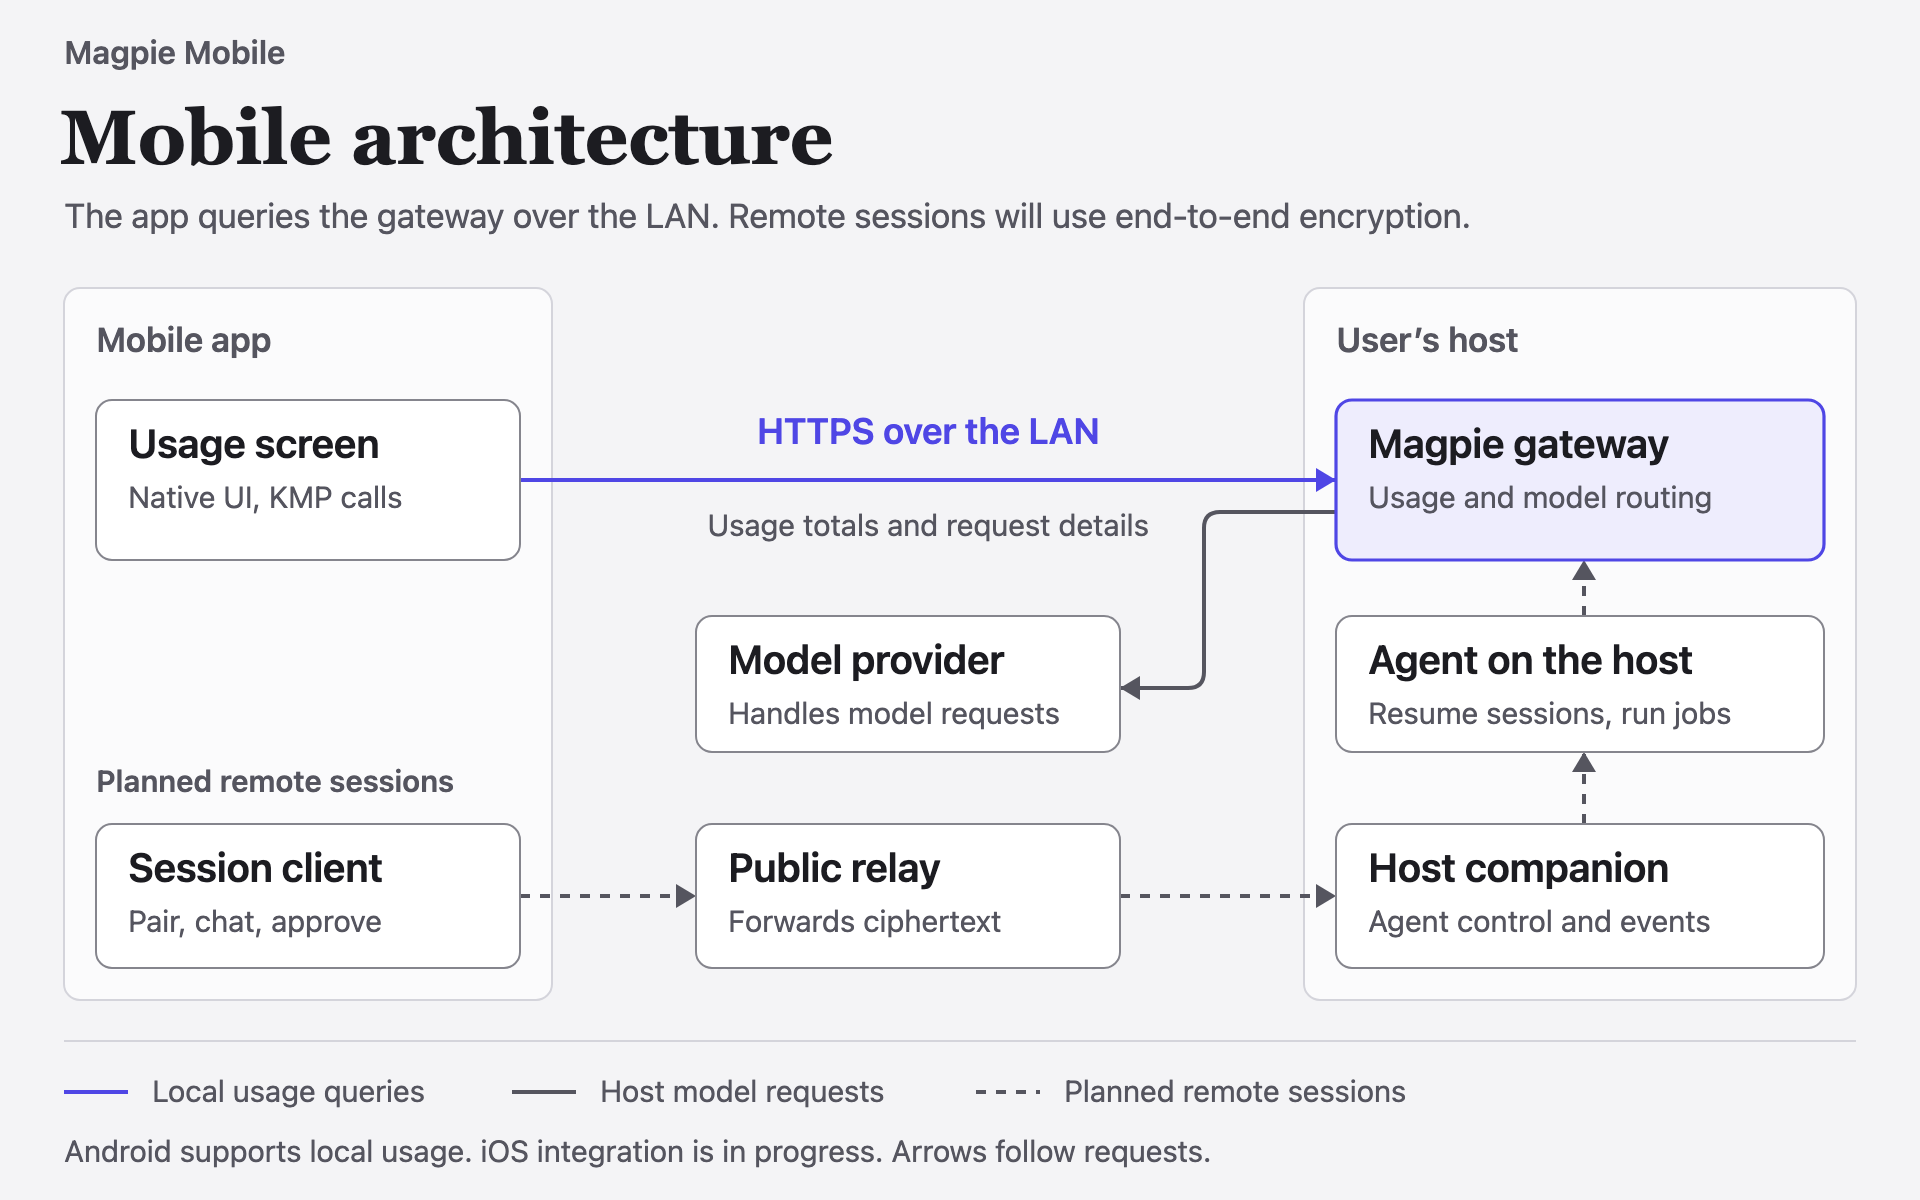 Magpie Mobile
Mobile architecture
The app queries the gateway over the LAN. Remote sessions will use end-to-end encryption.
Mobile app
Usage screen
Native UI, KMP calls
HTTPS over the LAN
Usage totals and request details
User’s host
Magpie gateway
Usage and model routing
Model provider
Handles model requests
Agent on the host
Resume sessions, run jobs
Planned remote sessions
Session client
Pair, chat, approve
Public relay
Forwards ciphertext
Host companion
Agent control and events
Local usage queries
Host model requests
Planned remote sessions
Android supports local usage. iOS integration is in progress. Arrows follow requests.